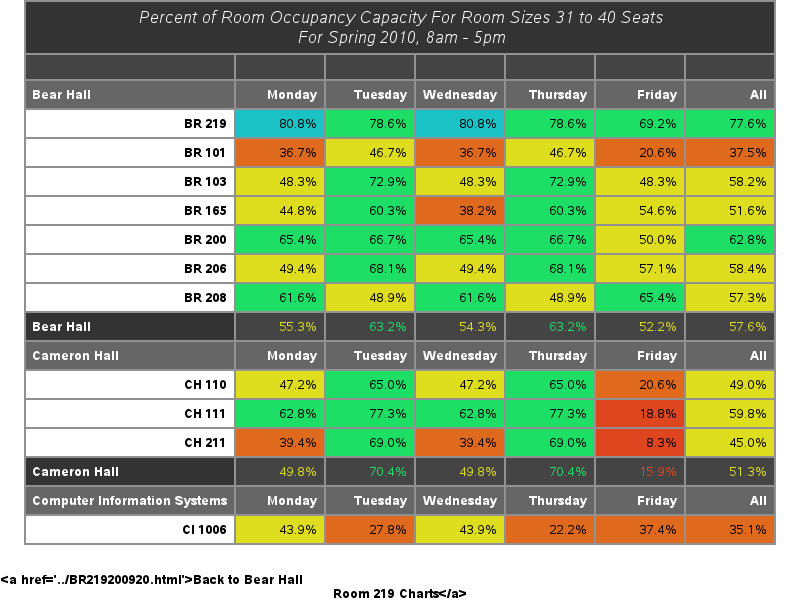 Percent of Room Occupancy Capacity For Room Sizes 31 to 40 Seats
For Spring 2010, 8am - 5pm
Bear Hall Monday Tuesday Wednesday Thursday Friday All
BR 219 80.8% 78.6% 80.8% 78.6% 69.2% 77.6%
BR 101 36.7% 46.7% 36.7% 46.7% 20.6% 37.5%
BR 103 48.3% 72.9% 48.3% 72.9% 48.3% 58.2%
BR 165 44.8% 60.3% 38.2% 60.3% 54.6% 51.6%
BR 200 65.4% 66.7% 65.4% 66.7% 50.0% 62.8%
BR 206 49.4% 68.1% 49.4% 68.1% 57.1% 58.4%
BR 208 61.6% 48.9% 61.6% 48.9% 65.4% 57.3%
Bear Hall 55.3% 63.2% 54.3% 63.2% 52.2% 57.6%
Cameron Hall Monday Tuesday Wednesday Thursday Friday All
CH 110 47.2% 65.0% 47.2% 65.0% 20.6% 49.0%
CH 111 62.8% 77.3% 62.8% 77.3% 18.8% 59.8%
CH 211 39.4% 69.0% 39.4% 69.0% 8.3% 45.0%
Cameron Hall 49.8% 70.4% 49.8% 70.4% 15.9% 51.3%
Computer Information Systems Monday Tuesday Wednesday Thursday Friday All
CI 1006 43.9% 27.8% 43.9% 22.2% 37.4% 35.1%
<a href='../BR219200920.html'>Back to Bear Hall
Room 219 Charts</a>